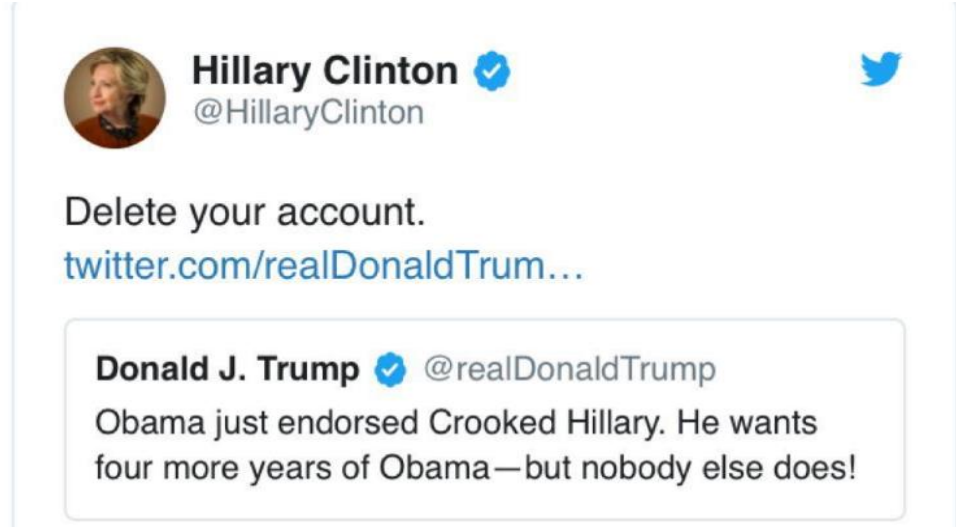 Hillary Clinton
@HillaryClinton
Delete your account.
twitter.com/realDonaldTrum…
Donald J. Trump @realDonaldTrump
Obama just endorsed Crooked Hillary. He wants
four more years of Obama—but nobody else does!